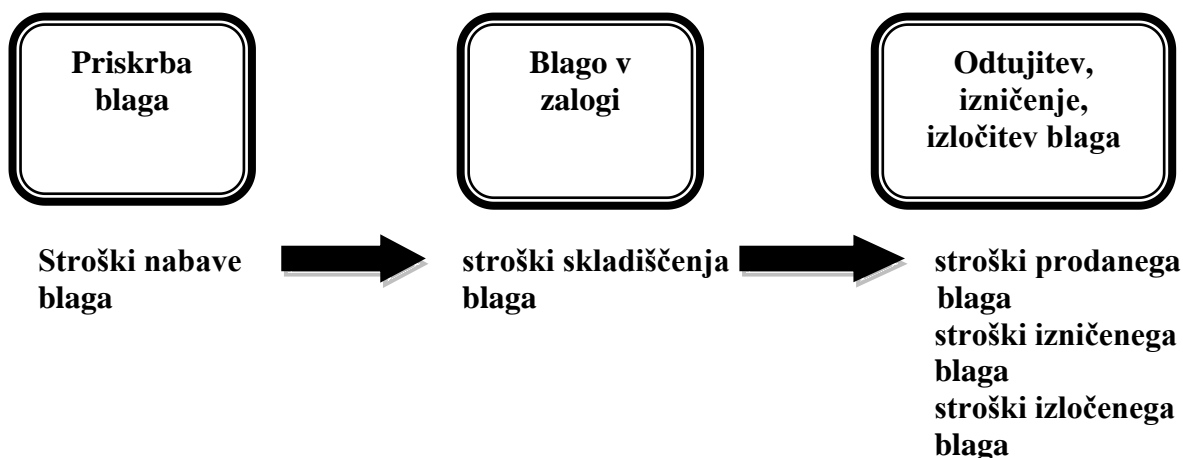 Priskrba
blaga
Blago v
zalogi
Odtujitev,
izničenje,
izločitev blaga
Stroški nabave
blaga
stroški skladiščenja
blaga
stroški prodanega
blaga
stroški izničenega
blaga
stroški izločenega
blaga